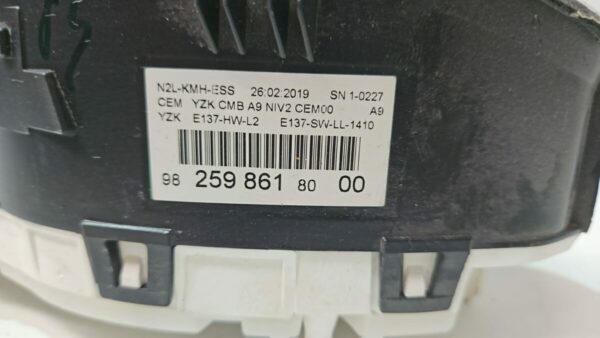 N2L-KMH-ESS 26.02.2019 SN 1-0227
CEM YZK CMB A9 NIV2 CEM00 A9
YZK E137-HW-L2 E137-SW-LL-1410
98 259 861 80 00